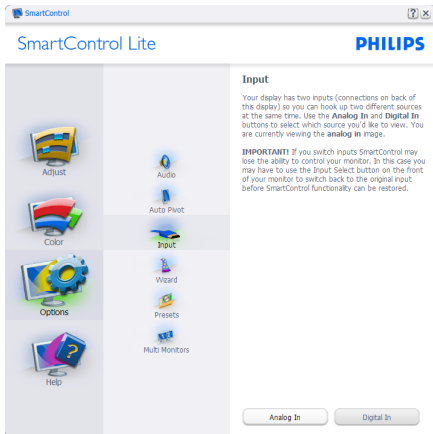 SmartControl
SmartControl Lite
PHILIPS
Adjust
Color
Options
Help
Audio
Auto Pivot
Input
Wizard
Presets
Multi Monitors
Input
Your display has two inputs (connections on back of
this display) so you can hook up two different sources
at the same time. Use the Analog In and Digital In
buttons to select which source you'd like to view. You
are currently viewing the analog in image.
IMPORTANT! If you switch inputs SmartControl may
lose the ability to control your monitor. In this case you
may have to use the Input Select button on the front
of your monitor to switch back to the original input
before SmartControl functionality can be restored.
Analog In
Digital In